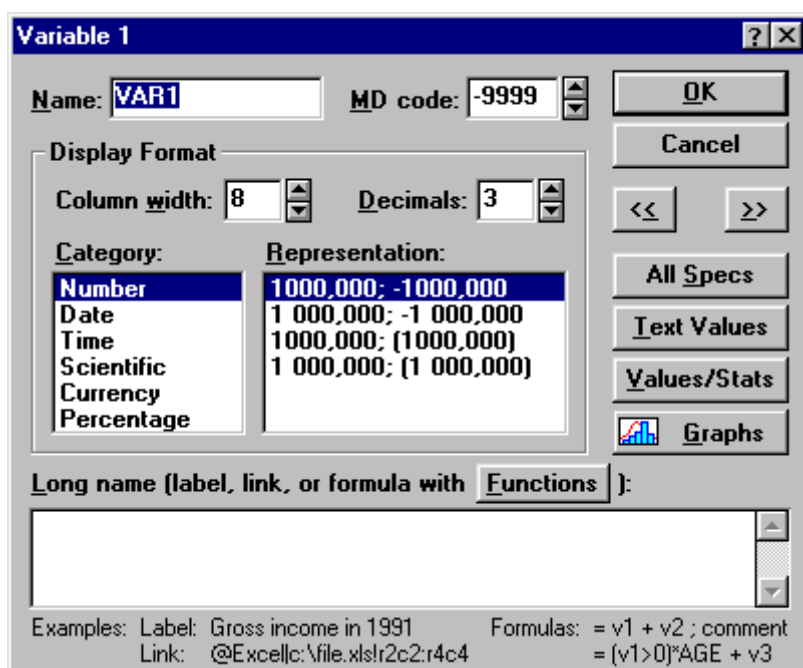 Variable 1
Name: VAR1 MD code: -9999 OK
Cancel
Display Format
Column width: 8 Decimals: 3 << >>
Category: Representation:
Number 1000,000; -1000,000 All Specs
Date 1 000,000; -1 000,000
Time 1000,000; (1000,000) Text Values
Scientific 1 000,000; (1 000,000)
Currency Values/Stats
Percentage Graphs
Long name (label, link, or formula with Functions ):
Examples: Label: Gross income in 1991 Formulas: = v1 + v2 ; comment
Link: @Excel|c:\file.xls!r2c2:r4c4 = (v1>0)*AGE + v3